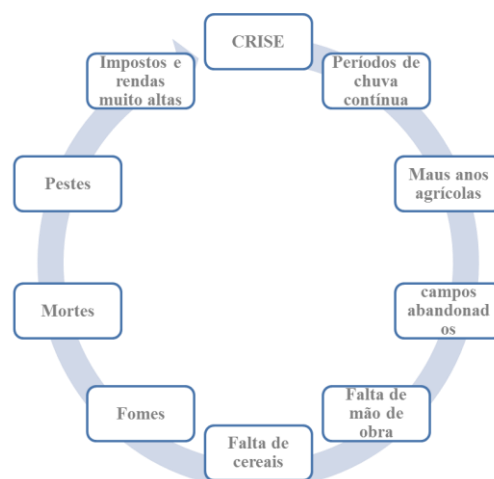 CRISE
Períodos de
chuva
contínua
Maus anos
agrícolas
campos
abandonad
os
Falta de
mão de
obra
Falta de
cereais
Fomes
Mortes
Pestes
Impostos e
rendas
muito altas